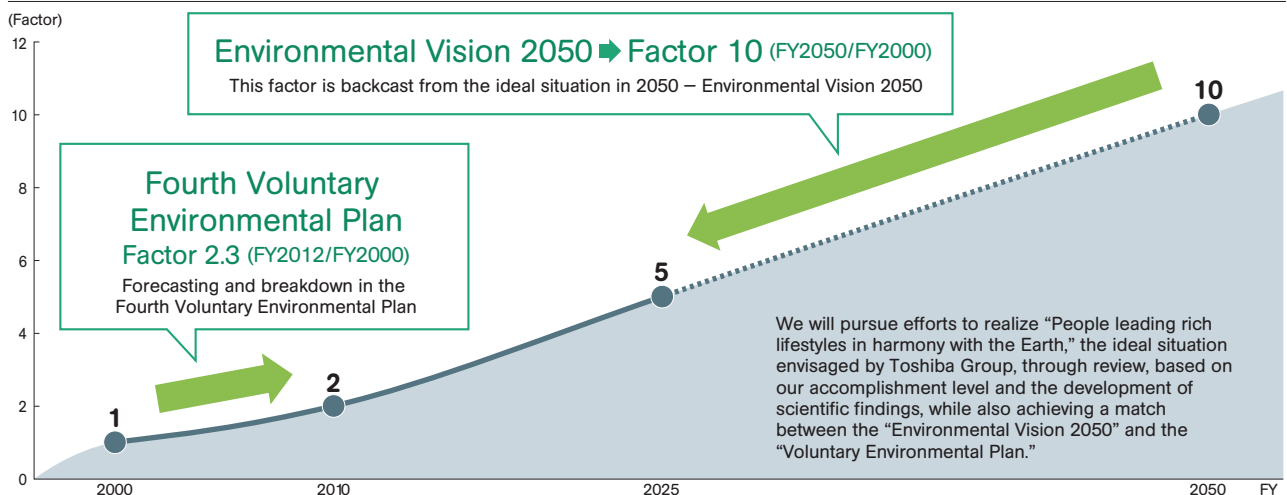 (Factor)
12
10
8
6
4
2
0
Environmental Vision 2050 ➡ Factor 10 (FY2050/FY2000)
This factor is backcast from the ideal situation in 2050 – Environmental Vision 2050
Fourth Voluntary
Environmental Plan
Factor 2.3 (FY2012/FY2000)
Forecasting and breakdown in the
Fourth Voluntary Environmental Plan
1
2
5
10
We will pursue efforts to realize “People leading rich
lifestyles in harmony with the Earth,” the ideal situation
envisaged by Toshiba Group, through review, based on
our accomplishment level and the development of
scientific findings, while also achieving a match
between the “Environmental Vision 2050” and the
“Voluntary Environmental Plan.”
2000
2010
2025
2050
FY